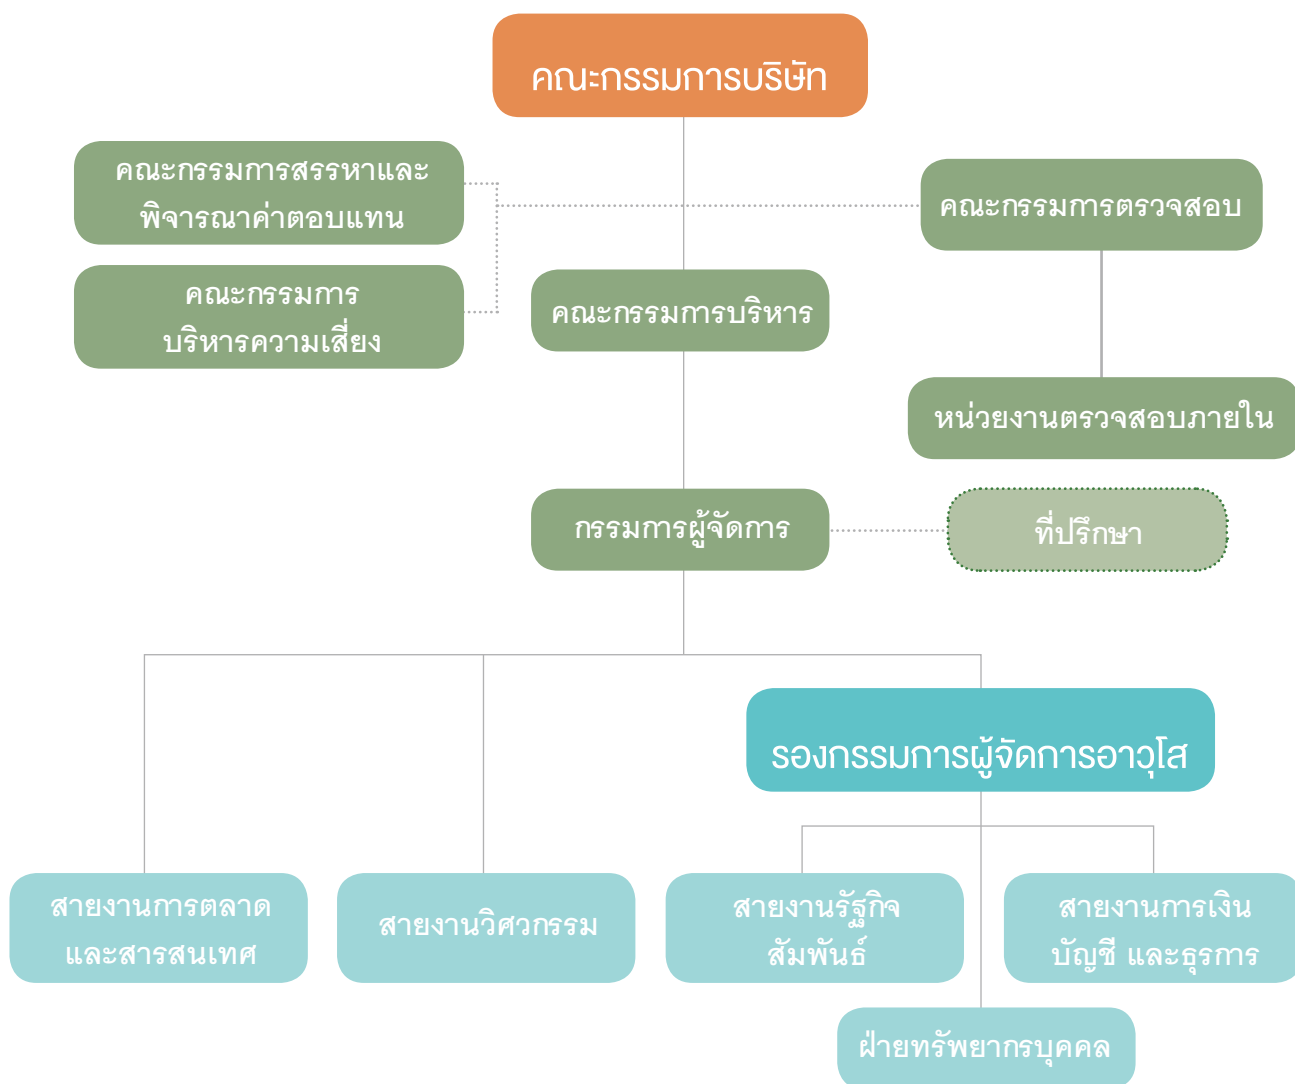 คณะกรรมการบริษัท
คณะกรรมการสรรหาและ
พิจารณาค่าตอบแทน
คณะกรรมการตรวจสอบ
คณะกรรมการ
บริหารความเสี่ยง
คณะกรรมการบริหาร
หน่วยงานตรวจสอบภายใน
กรรมการผู้จัดการ
ที่ปรึกษา
รองกรรมการผู้จัดการอาวุโส
สายงานการตลาด
และสารสนเทศ
สายงานวิศวกรรม
สายงานรัฐกิจ
สัมพันธ์
สายงานการเงิน
บัญชี และธุรการ
ฝ่ายทรัพยากรบุคคล